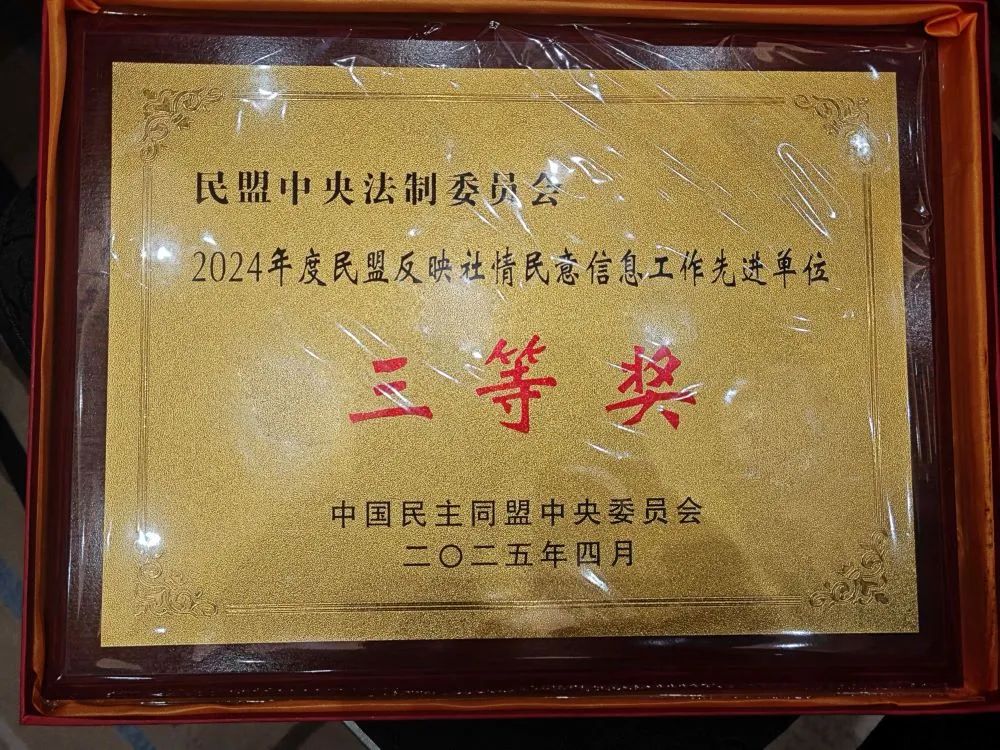 民盟中央法制委员会
2024年度民盟反映社情民意信息工作先进单位
三等奖
中国民主同盟中央委员会
二〇二五年四月